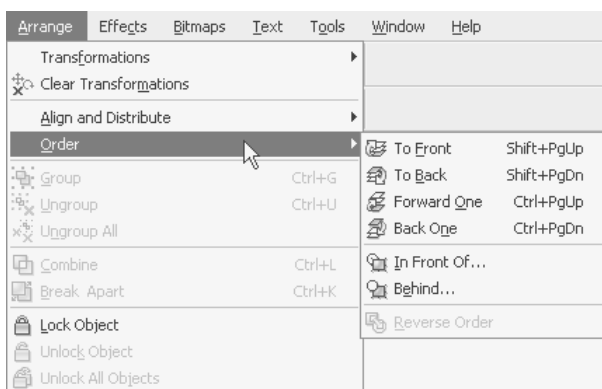 Arrange Effects Bitmaps Text Tools Window Help
Transformations
Clear Transformations
Align and Distribute
Order
Group Ctrl+G
Ungroup Ctrl+U
Ungroup All
Combine Ctrl+L
Break Apart Ctrl+K
Lock Object
Unlock Object
Unlock All Objects
To Front Shift+PgUp
To Back Shift+PgDn
Forward One Ctrl+PgUp
Back One Ctrl+PgDn
In Front Of...
Behind...
Reverse Order